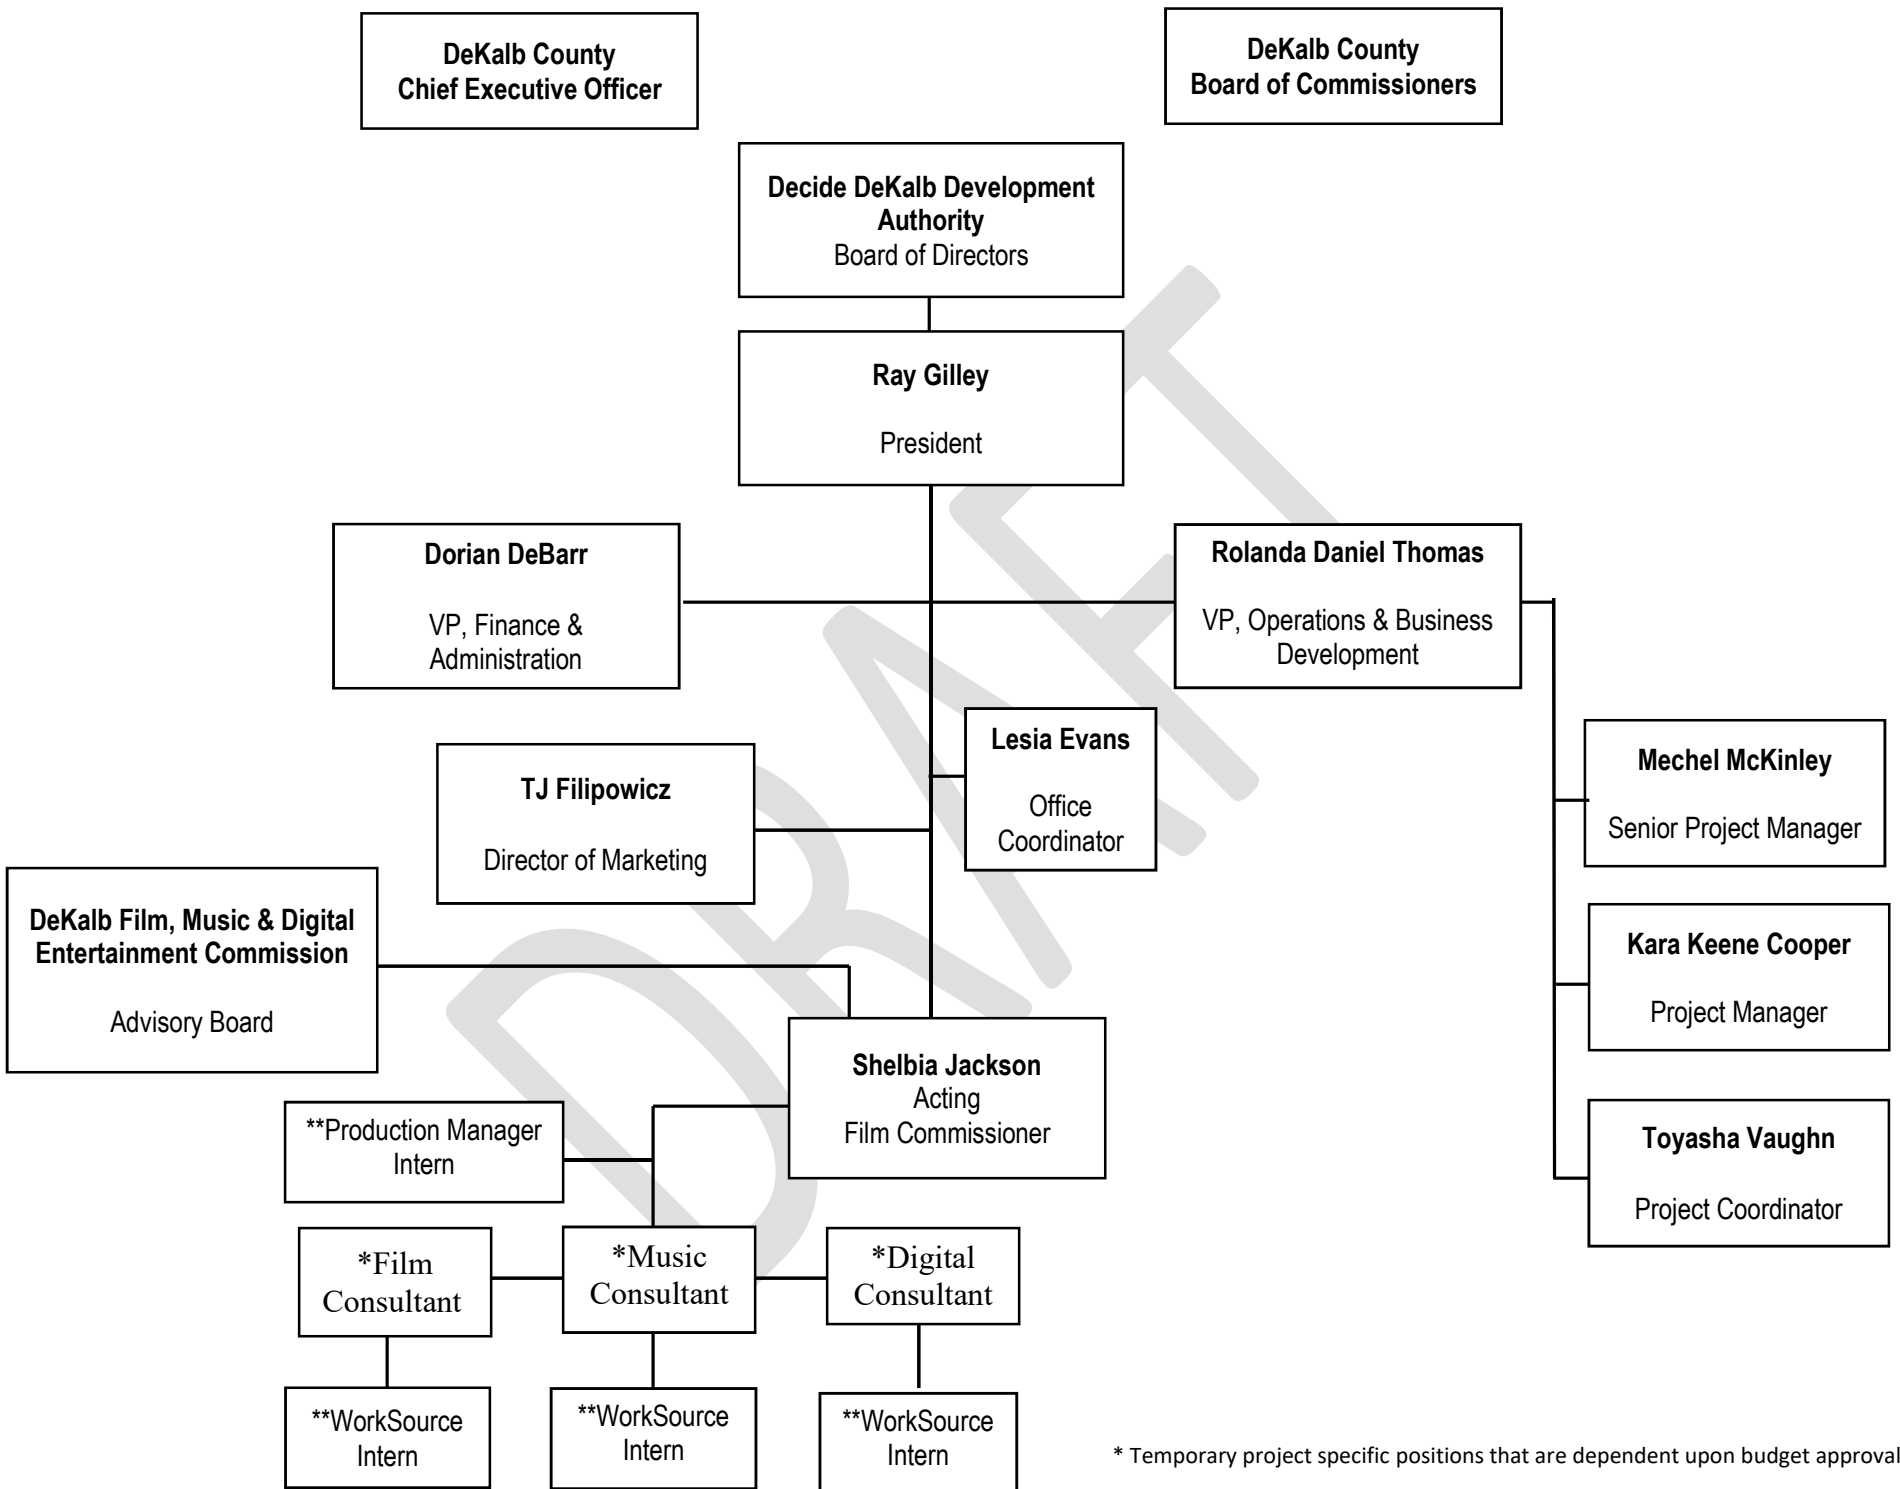 DeKalb County
Chief Executive Officer
DeKalb County
Board of Commissioners
Decide DeKalb Development
Authority
Board of Directors
Ray Gilley
President
Dorian DeBarr
VP, Finance &
Administration
Rolanda Daniel Thomas
VP, Operations & Business
Development
Lesia Evans
Office
Coordinator
TJ Filipowicz
Director of Marketing
Mechel McKinley
Senior Project Manager
DeKalb Film, Music & Digital
Entertainment Commission
Advisory Board
Kara Keene Cooper
Project Manager
Shelbia Jackson
Acting
Film Commissioner
**Production Manager
Intern
Toyasha Vaughn
Project Coordinator
*Film
Consultant
*Music
Consultant
*Digital
Consultant
**WorkSource
Intern
**WorkSource
Intern
**WorkSource
Intern
* Temporary project specific positions that are dependent upon budget approval
DRAFT